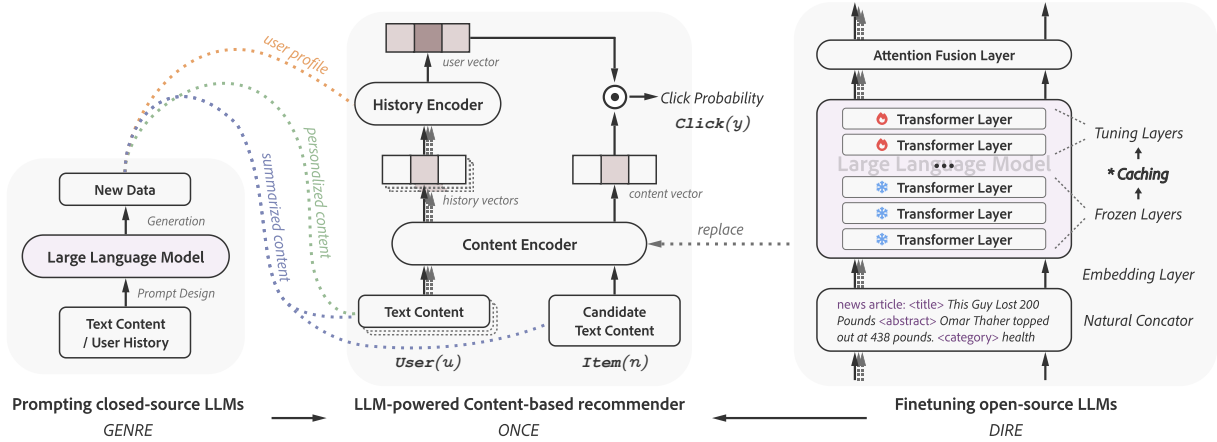 New Data
Generation
Large Language Model
Prompt Design
Text Content
/ User History
Prompting closed-source LLMs
GENRE
user profile
personalized content
summarized content
user vector
History Encoder
Click Probability
Click(y)
history vectors
content vector
Content Encoder
Text Content
Candidate
Text Content
User(u)
Item(n)
LLM-powered Content-based recommender
ONCE
replace
Attention Fusion Layer
Transformer Layer
Transformer Layer
Large Language Model
...
Transformer Layer
Transformer Layer
Transformer Layer
Tuning Layers
* Caching
Frozen Layers
Embedding Layer
news article: <title> This Guy Lost 200
Pounds <abstract> Omar Thaher topped
out at 438 pounds. <category> health
Natural Concator
Finetuning open-source LLMs
DIRE